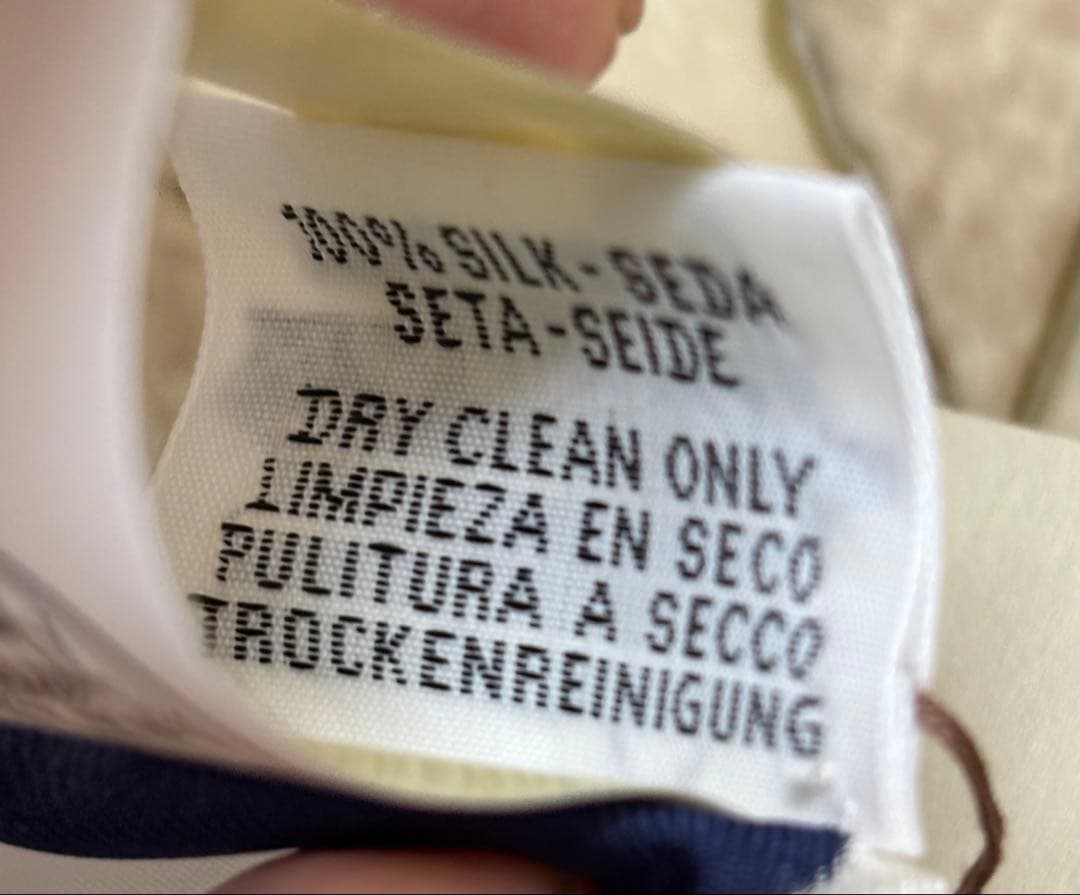 100% SILK - SEDA
SETA - SEIDE
DRY CLEAN ONLY
LIMPIEZA EN SECO
PULITURA A SECCO
TROCKENREINIGUNG